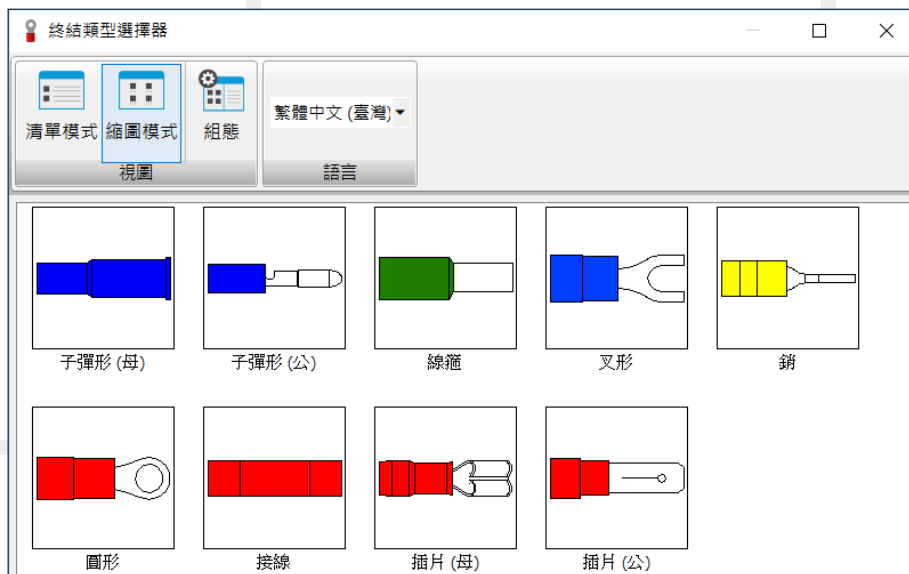 終結類型選擇器
清單模式 縮圖模式 組態
繁體中文 (臺灣)
視圖 語言
子彈形 (母) 子彈形 (公) 線箍 叉形 銷
圓形 接線 插片 (母) 插片 (公)